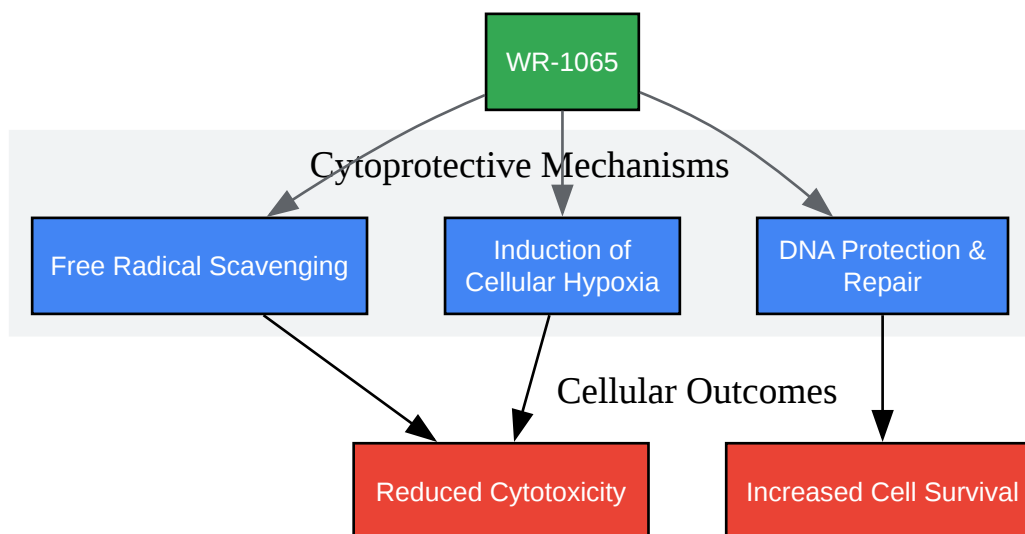 WR-1065
Cytoprotective Mechanisms
Free Radical Scavenging
Induction of
Cellular Hypoxia
DNA Protection &
Repair
Cellular Outcomes
Reduced Cytotoxicity
Increased Cell Survival